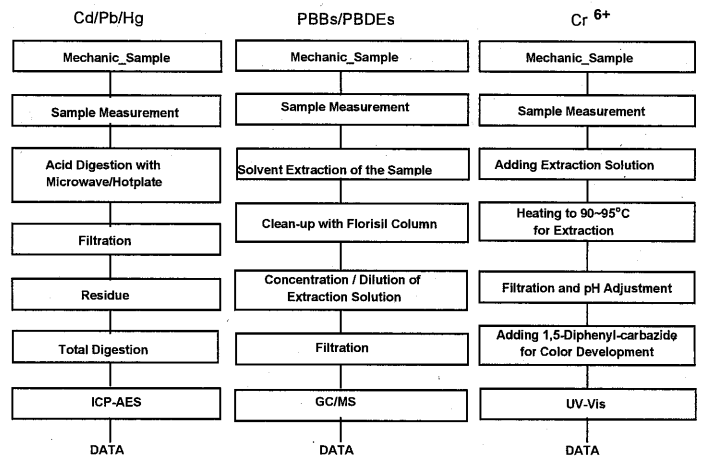 Cd/Pb/Hg
Mechanic_Sample
Sample Measurement
Acid Digestion with
Microwave/Hotplate
Filtration
Residue
Total Digestion
ICP-AES
DATA
PBBs/PBDEs
Mechanic_Sample
Sample Measurement
Solvent Extraction of the Sample
Clean-up with Florisil Column
Concentration / Dilution of
Extraction Solution
Filtration
GC/MS
DATA
Cr 6+
Mechanic_Sample
Sample Measurement
Adding Extraction Solution
Heating to 90~95°C
for Extraction
Filtration and pH Adjustment
Adding 1,5-Diphenyl-carbazide
for Color Development
UV-Vis
DATA